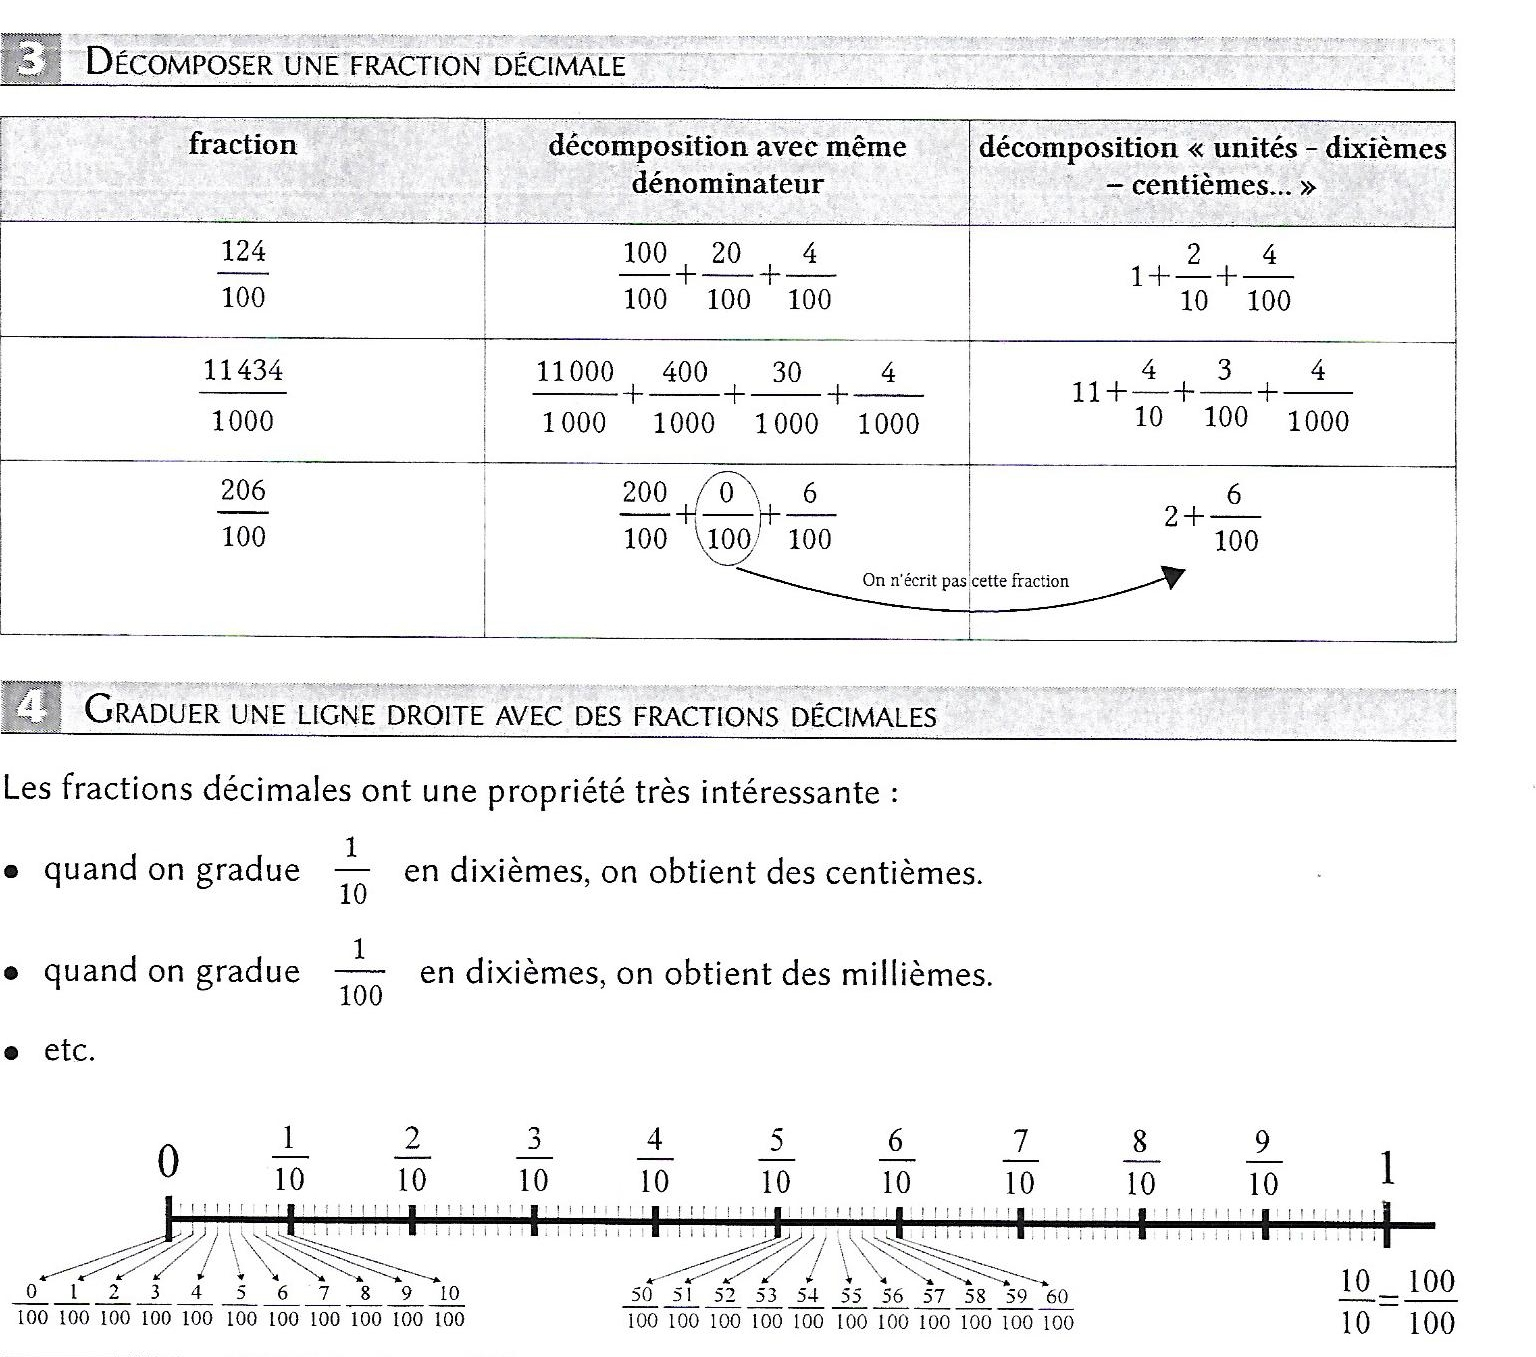 3 DÉCOMPOSER UNE FRACTION DÉCIMALE
fraction
décomposition avec même dénominateur
décomposition « unités – dixièmes – centièmes... »
124/100
100/100 + 20/100 + 4/100
1 + 2/10 + 4/100
11434/1000
11000/1000 + 400/1000 + 30/1000 + 4/1000
11 + 4/10 + 3/100 + 4/1000
206/100
200/100 + 0/100 + 6/100
2 + 6/100
On n'écrit pas cette fraction
4 GRADUER UNE LIGNE DROITE AVEC DES FRACTIONS DÉCIMALES
Les fractions décimales ont une propriété très intéressante :
• quand on gradue 1/10 en dixièmes, on obtient des centièmes.
• quand on gradue 1/100 en dixièmes, on obtient des millièmes.
• etc.
0 1/10 2/10 3/10 4/10 5/10 6/10 7/10 8/10 9/10 1
0/100 1/100 2/100 3/100 4/100 5/100 6/100 7/100 8/100 9/100 10/100
50/100 51/100 52/100 53/100 54/100 55/100 56/100 57/100 58/100 59/100 60/100
10/10 = 100/100